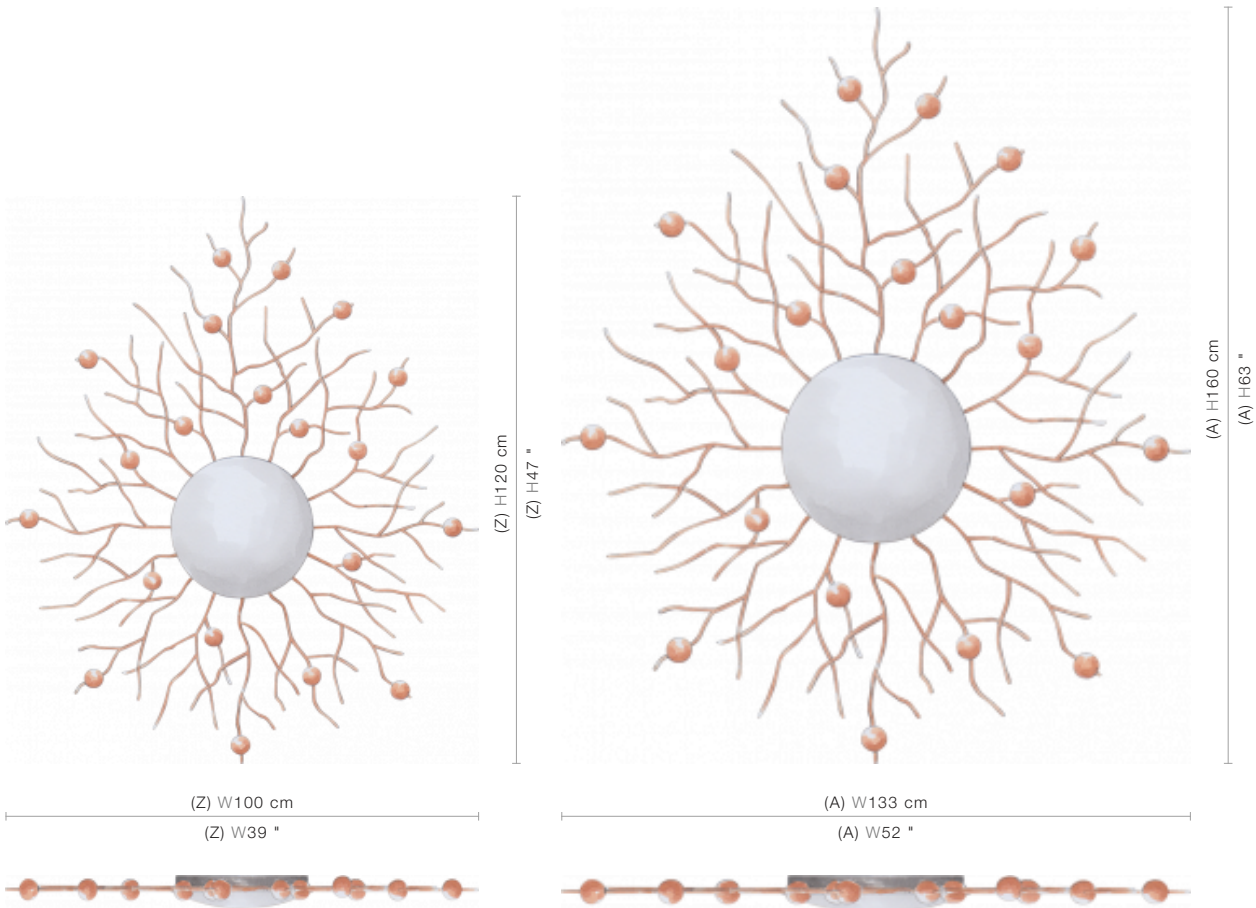 (Z) H120 cm
(Z) H47 "
(A) H160 cm
(A) H63 "
(Z) W100 cm
(Z) W39 "
(A) W133 cm
(A) W52 "